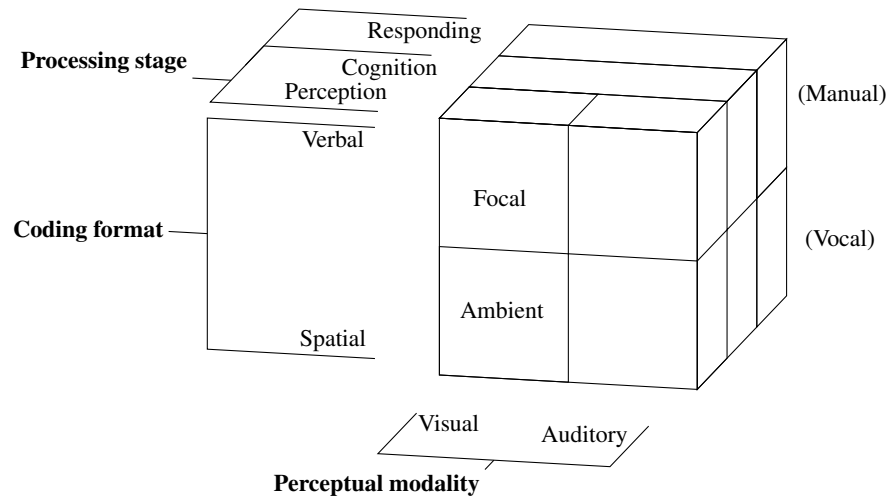 Responding
Processing stage
Cognition
Perception
(Manual)
Verbal
Focal
Coding format
(Vocal)
Ambient
Spatial
Visual
Auditory
Perceptual modality